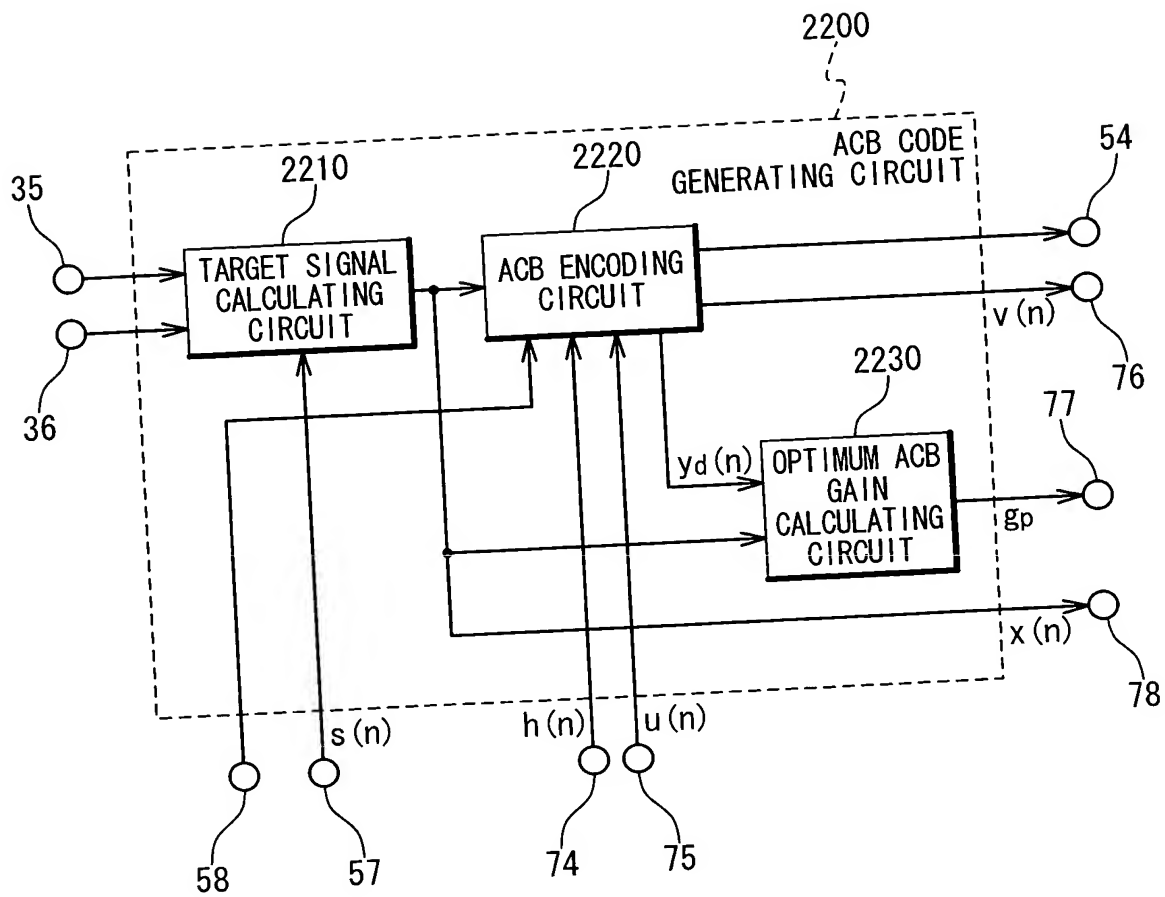 2200
ACB CODE
GENERATING CIRCUIT
54
2210
2220
35
TARGET SIGNAL
CALCULATING
CIRCUIT
ACB ENCODING
CIRCUIT
v(n)
36
76
2230
77
yd(n)
OPTIMUM ACB
GAIN
CALCULATING
CIRCUIT
gp
x(n)
78
s(n)
h(n)
u(n)
58
57
74
75